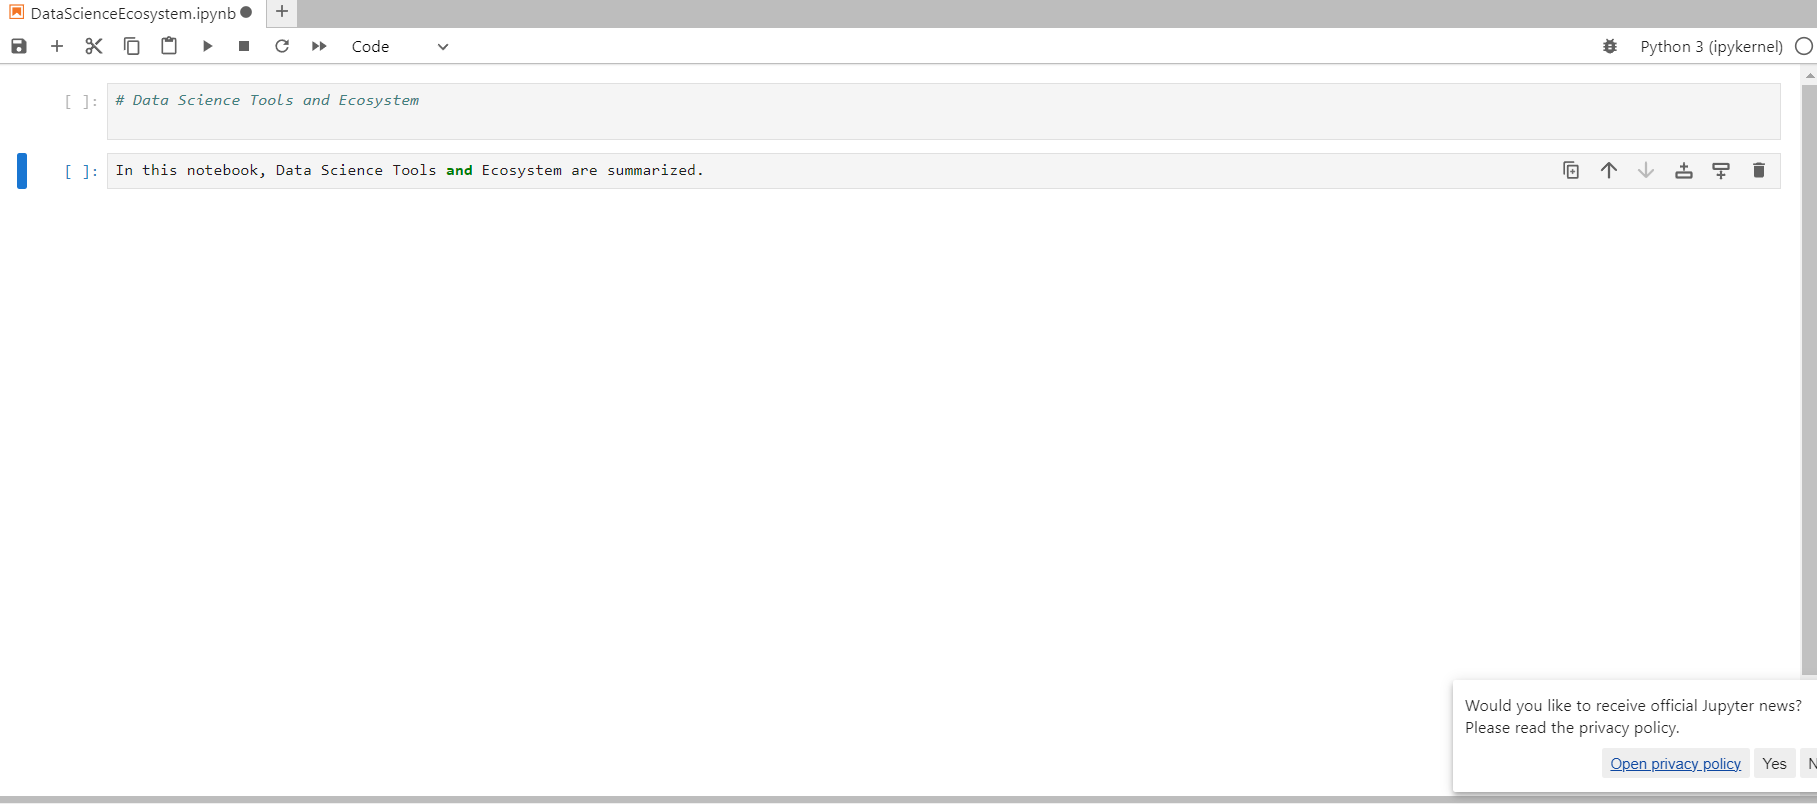 DataScienceEcosystem.ipynb
Code
Python 3 (ipykernel)
[ ]: # Data Science Tools and Ecosystem
[ ]: In this notebook, Data Science Tools and Ecosystem are summarized.
Would you like to receive official Jupyter news?
Please read the privacy policy.
Open privacy policy Yes